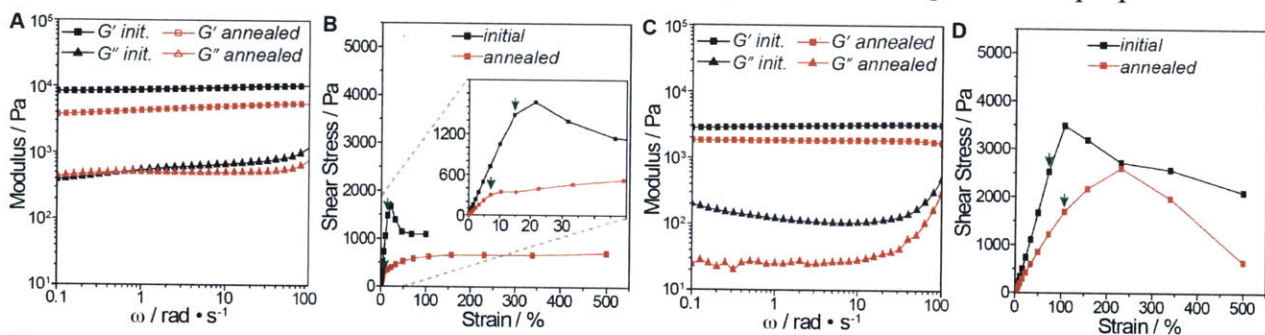 A
G′ init. G′ annealed
G″ init. G″ annealed
10⁵
10⁴
10³
10²
10¹
Modulus / Pa
0.1 1 10 100
ω / rad • s⁻¹
B
initial
annealed
5000
4000
3000
2000
1000
0
Shear Stress / Pa
1200
600
0
0 10 20 30
0 100 200 300 400 500
Strain / %
C
G′ init. G′ annealed
G″ init. G″ annealed
10⁵
10⁴
10³
10²
10¹
Modulus / Pa
0.1 1 10 100
ω / rad • s⁻¹
D
initial
annealed
5000
4000
3000
2000
1000
0
Shear Stress / Pa
0 100 200 300 400 500
Strain / %